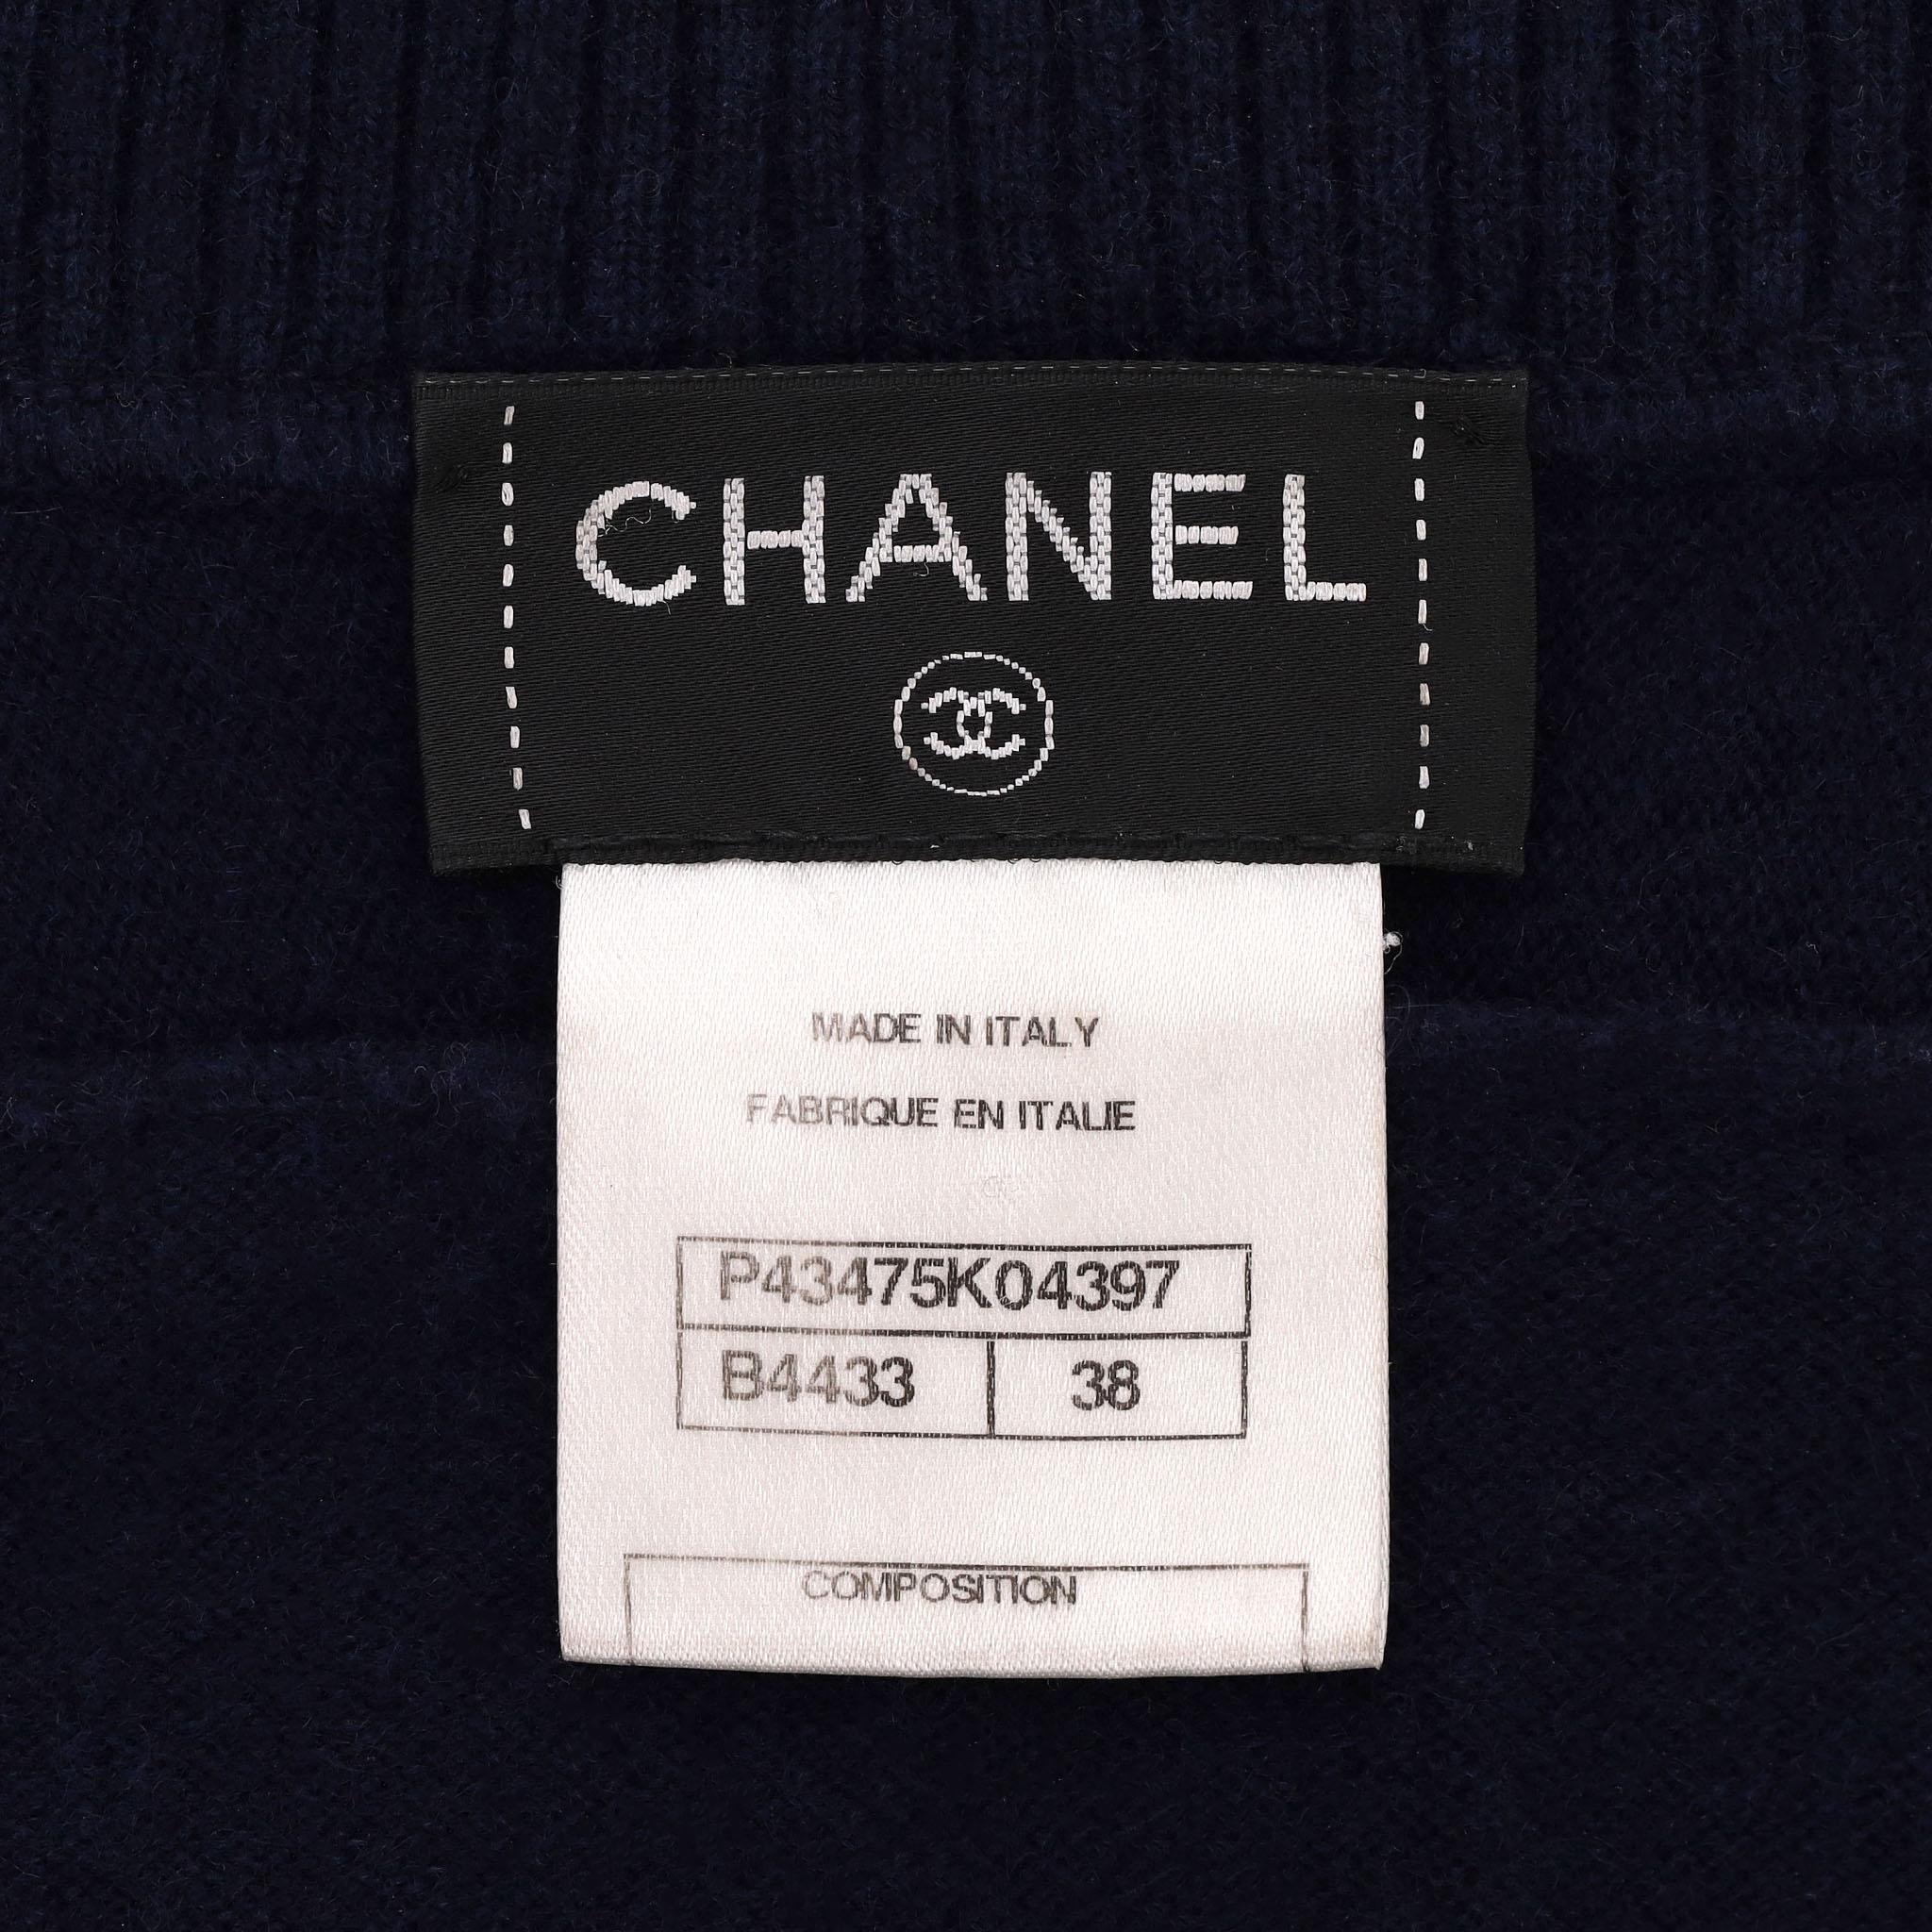 CHANEL
MADE IN ITALY
FABRIQUE EN ITALIE
P43475K04397
B4433 38
COMPOSITION